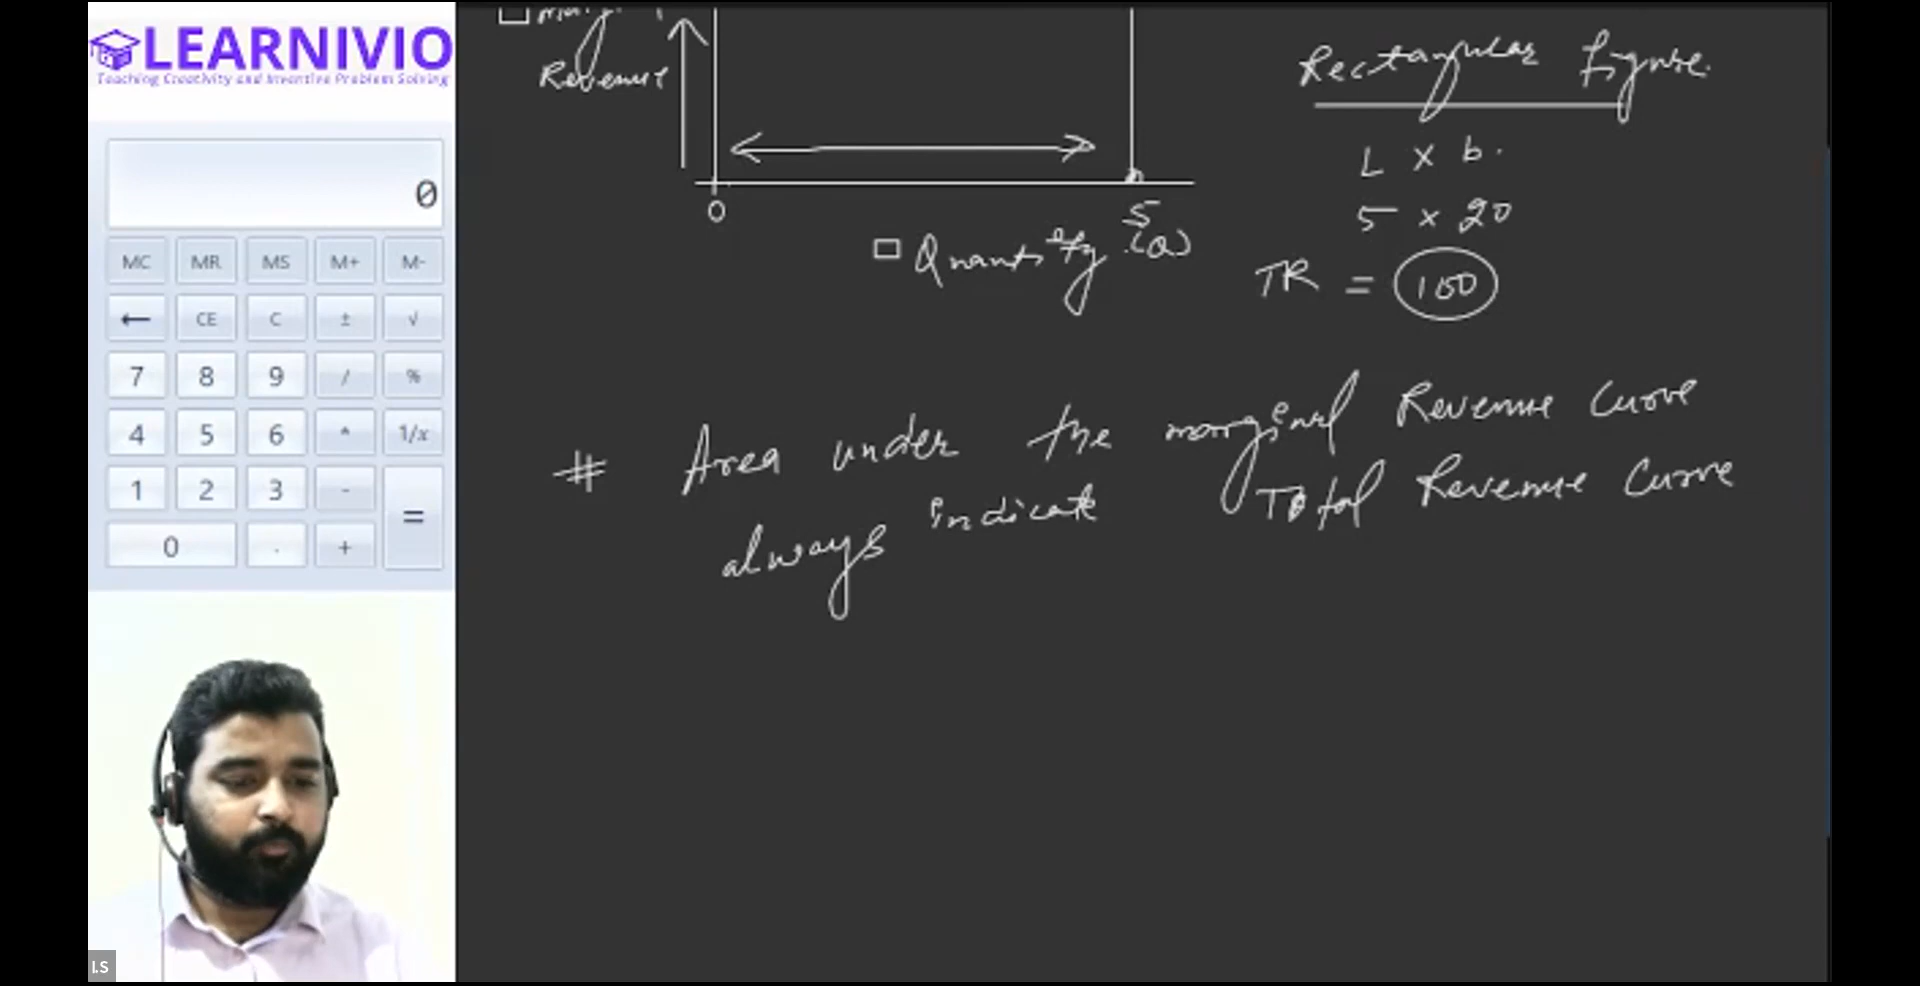 LEARNIVIO
Teaching Creativity and Inventive Problem Solving
0
MC MR MS M+ M-
← CE C ± √
7 8 9 / %
4 5 6 * 1/x
1 2 3 - =
0 . +
I.S
Revenue
0
5
□ Quantity (Q)
Rectangular figure.
L × b.
5 × 20
TR = 100
# Area under the marginal Revenue Curve
always indicate Total Revenue Curve